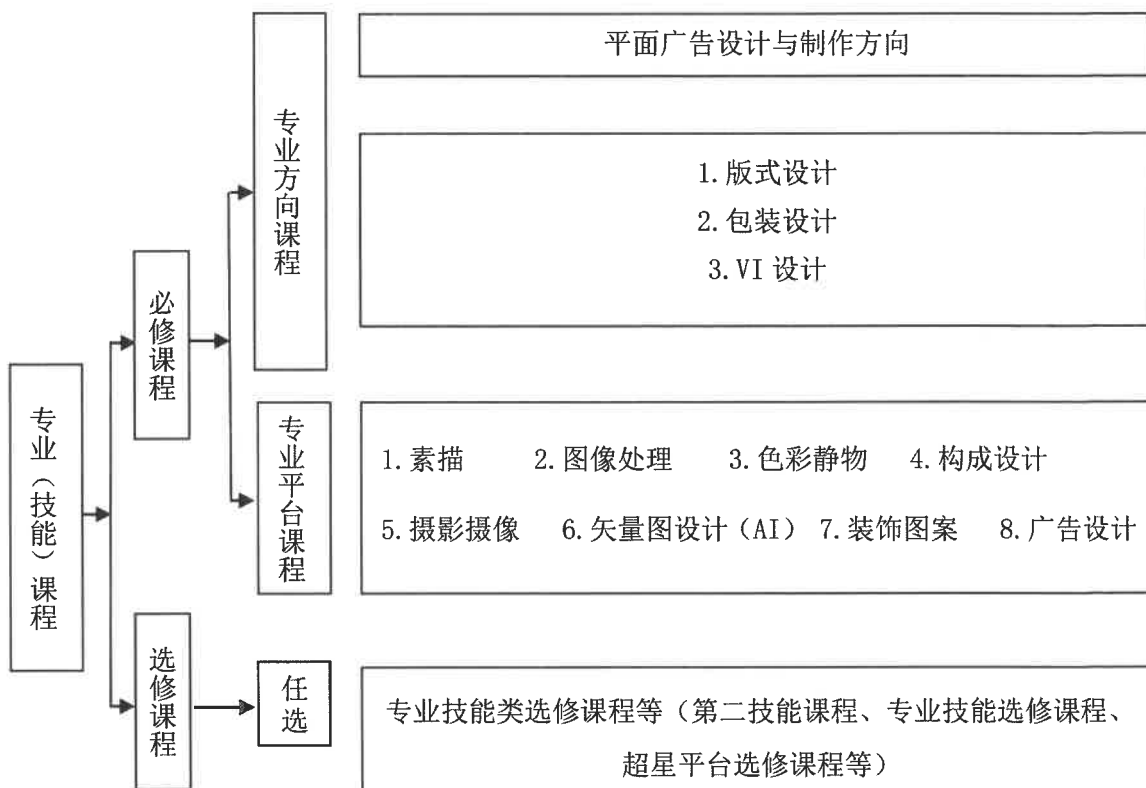 专业（技能）课程
必修课程
专业方向课程
平面广告设计与制作方向
1.版式设计
2.包装设计
3.VI 设计
专业平台课程
1.素描 2.图像处理 3.色彩静物 4.构成设计
5.摄影摄像 6.矢量图设计（AI） 7.装饰图案 8.广告设计
选修课程
任选
专业技能类选修课程等（第二技能课程、专业技能选修课程、
超星平台选修课程等）